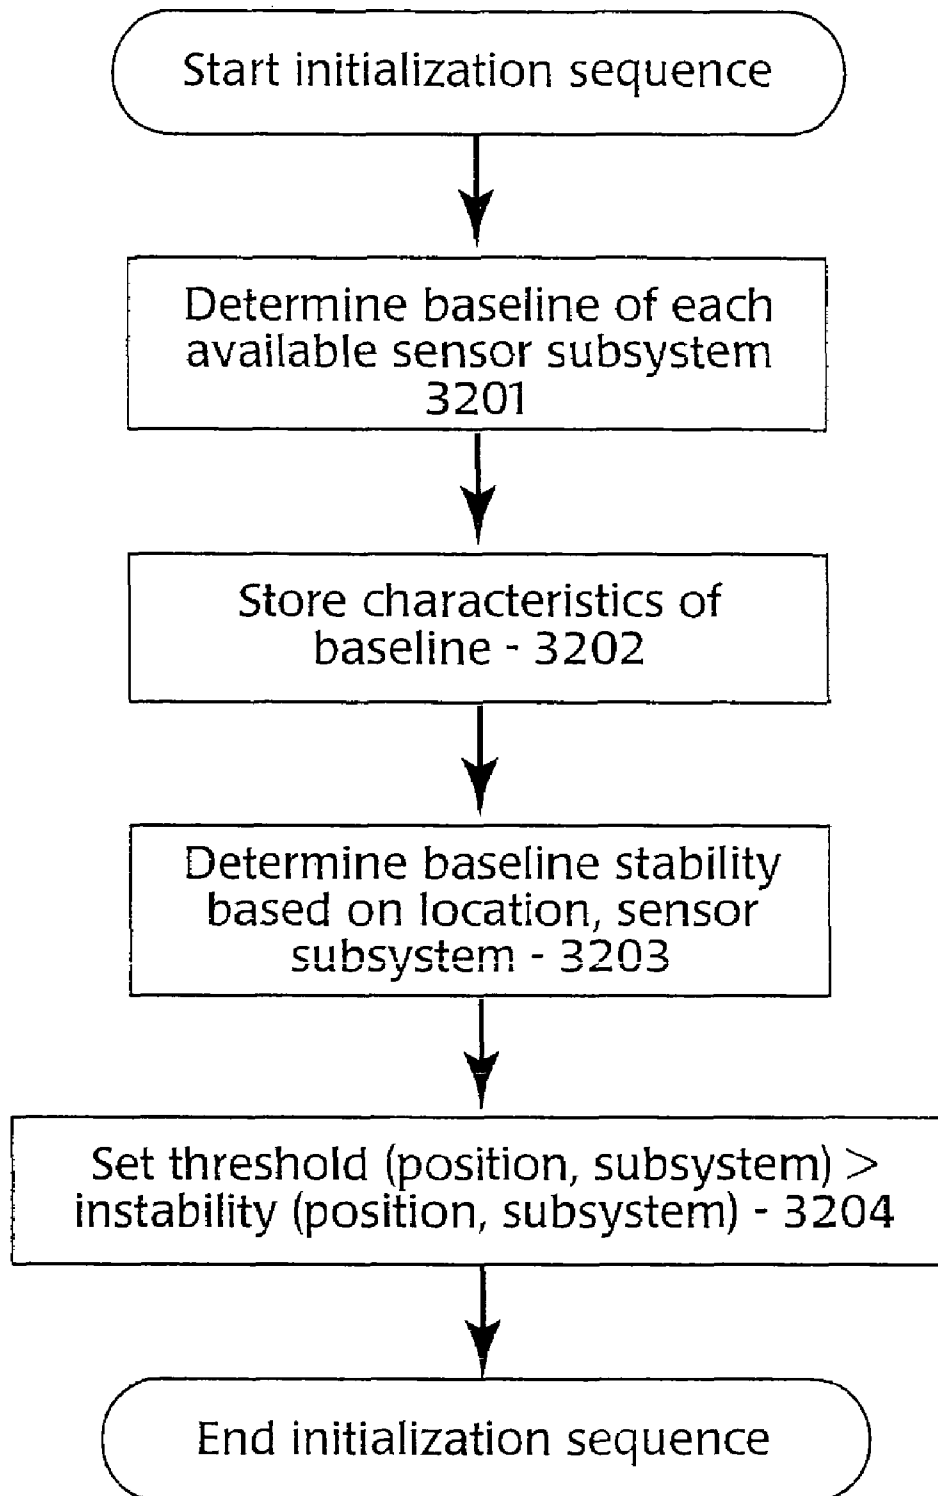 Start initialization sequence
Determine baseline of each
available sensor subsystem
3201
Store characteristics of
baseline - 3202
Determine baseline stability
based on location, sensor
subsystem - 3203
Set threshold (position, subsystem) >
instability (position, subsystem) - 3204
End initialization sequence